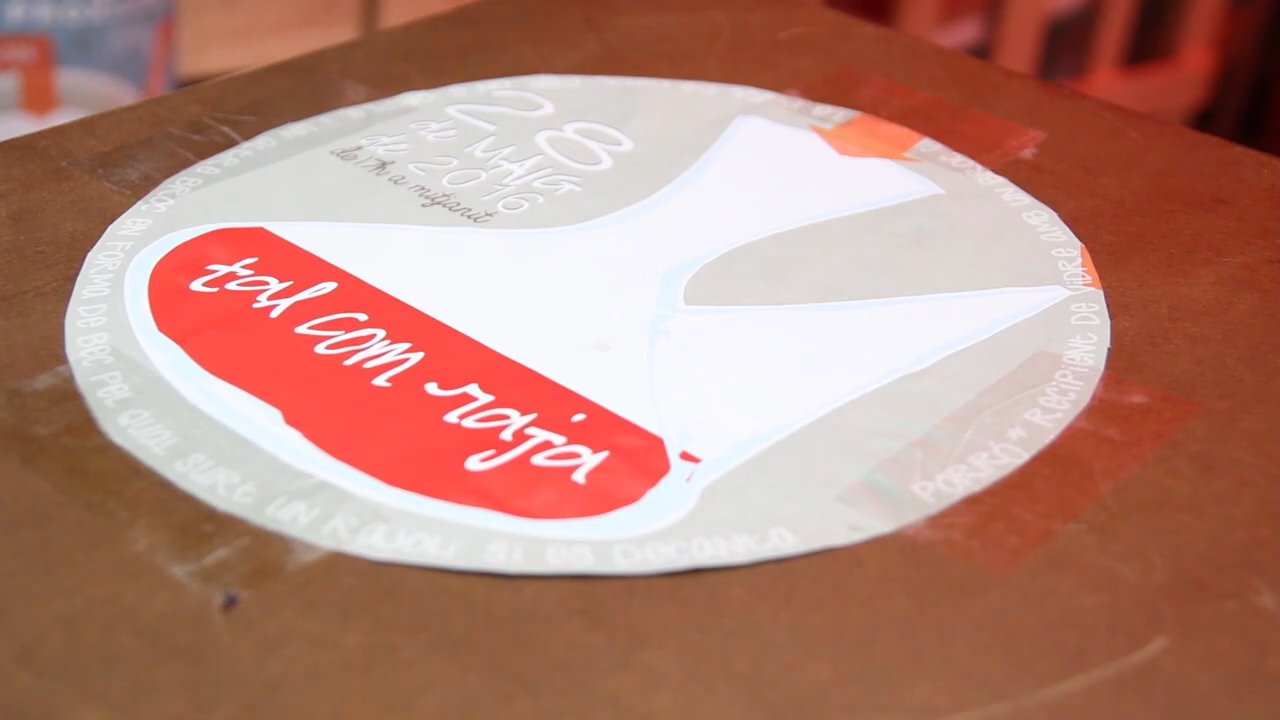 28
de MAIG
de 2016
de 17h a mitjanit
tal com raja
PORRÓ * RECIPIENT DE VIDRE AMB UN BROC
A BROC EN FORMA DE BEC PEL QUAL SURT UN RAJOLÍ SI ES DECANTA